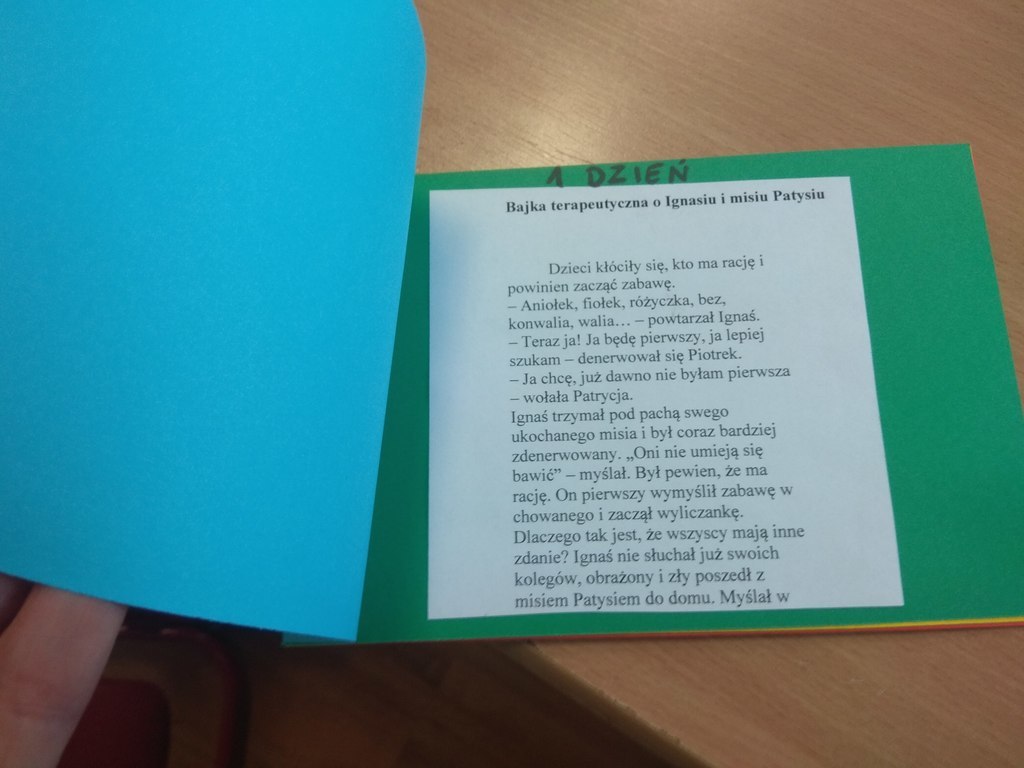 1 DZIEŃ
Bajka terapeutyczna o Ignasiu i misiu Patysiu
Dzieci kłóciły się, kto ma rację i
powinien zacząć zabawę.
– Aniołek, fiołek, różyczka, bez,
konwalia, walia… – powtarzał Ignaś.
– Teraz ja! Ja będę pierwszy, ja lepiej
szukam – denerwował się Piotrek.
– Ja chcę, już dawno nie byłam pierwsza
– wołała Patrycja.
Ignaś trzymał pod pachą swego
ukochanego misia i był coraz bardziej
zdenerwowany. „Oni nie umieją się
bawić” – myślał. Był pewien, że ma
rację. On pierwszy wymyślił zabawę w
chowanego i zaczął wyliczankę.
Dlaczego tak jest, że wszyscy mają inne
zdanie? Ignaś nie słuchał już swoich
kolegów, obrażony i zły poszedł z
misiem Patysiem do domu. Myślał w